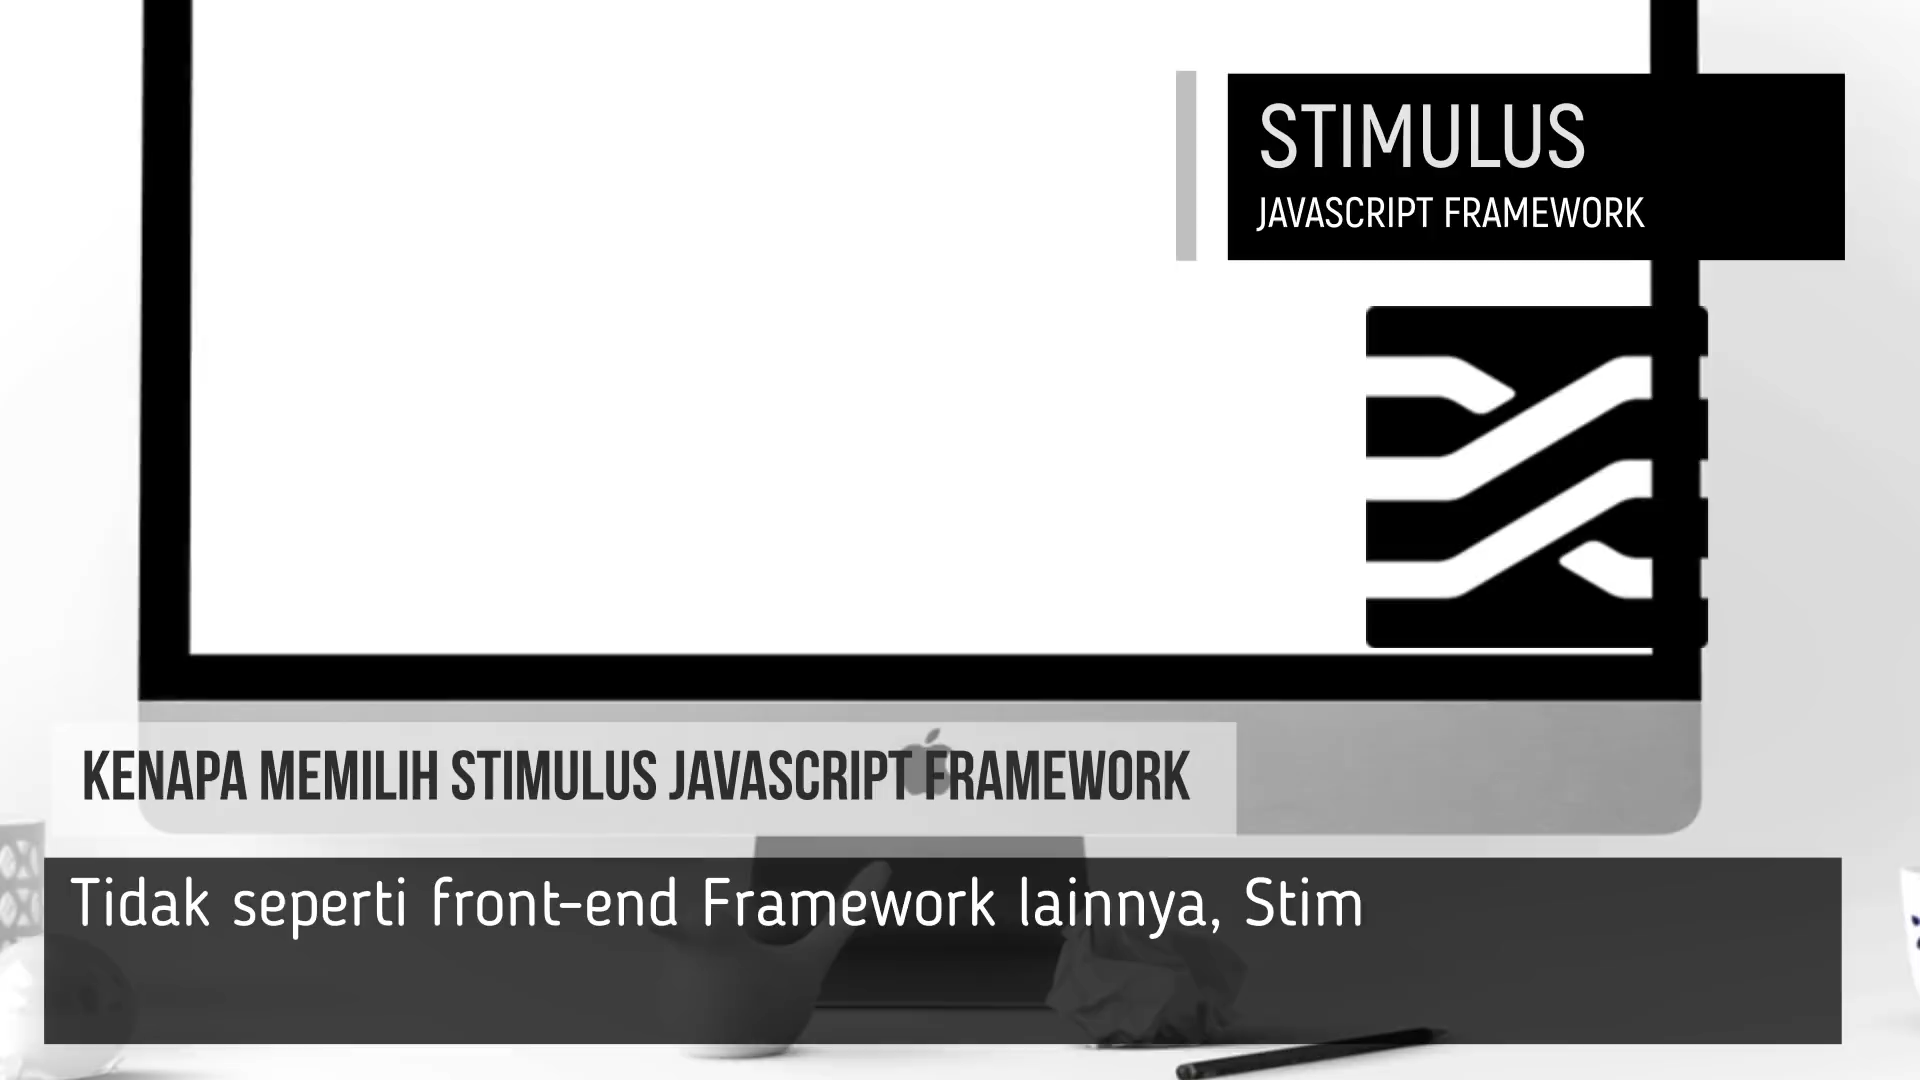 STIMULUS
JAVASCRIPT FRAMEWORK
KENAPA MEMILIH STIMULUS JAVASCRIPT FRAMEWORK
Tidak seperti front-end Framework lainnya, Stim